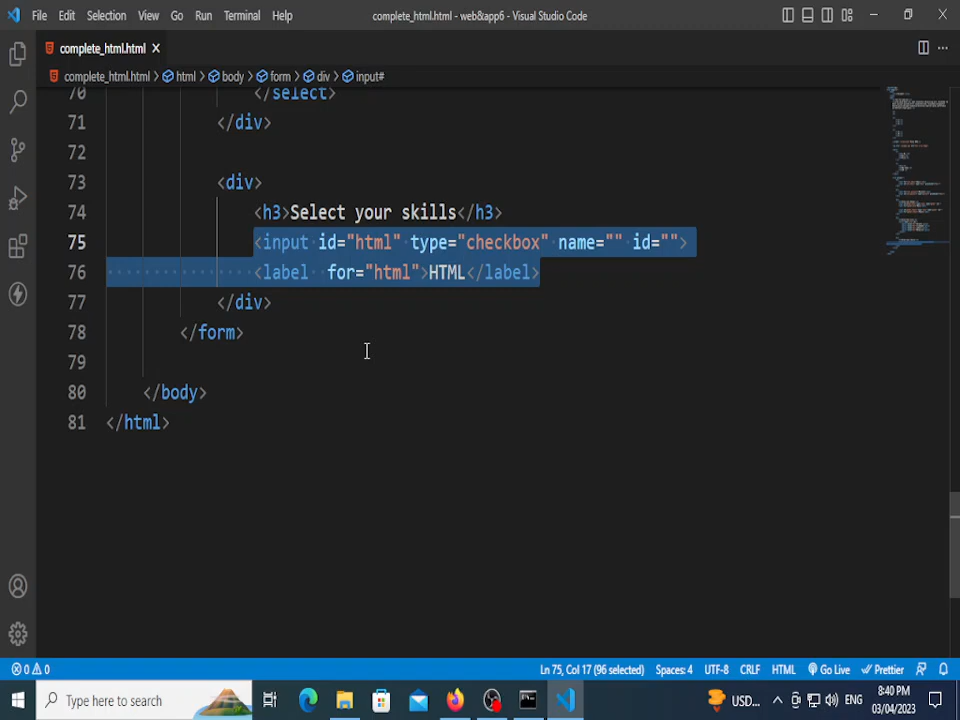 File Edit Selection View Go Run Terminal Help
complete_html.html - web&app6 - Visual Studio Code
complete_html.html
complete_html.html > html > body > form > div > input#
70 </select>
71 </div>
72
73 <div>
74 <h3>Select your skills</h3>
75 <input id="html" type="checkbox" name="" id="">
76 <label for="html">HTML</label>
77 </div>
78 </form>
79
80 </body>
81 </html>
0 0 Ln 75, Col 17 (96 selected) Spaces: 4 UTF-8 CRLF HTML Go Live Prettier
Type here to search
USD... ENG
8:40 PM
03/04/2023